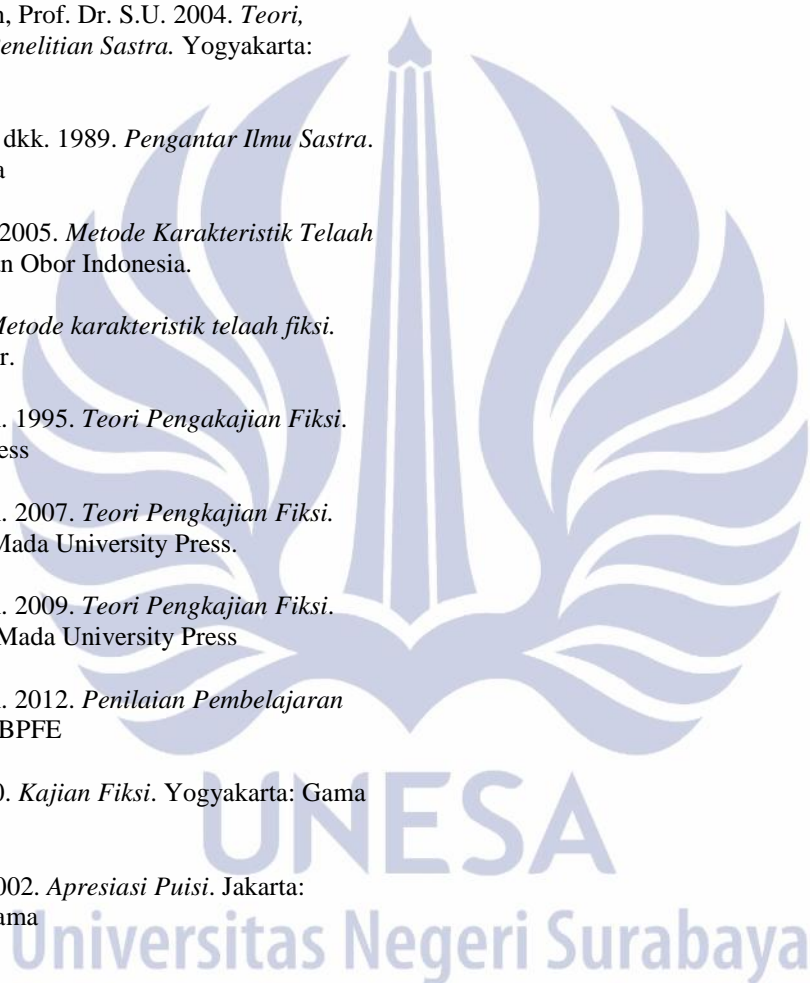 n, Prof. Dr. S.U. 2004. Teori,
enelitian Sastra. Yogyakarta:
dkk. 1989. Pengantar Ilmu Sastra.
a
2005. Metode Karakteristik Telaah
an Obor Indonesia.
Metode karakteristik telaah fiksi.
r.
. 1995. Teori Pengakajian Fiksi.
ess
. 2007. Teori Pengkajian Fiksi.
Mada University Press.
. 2009. Teori Pengkajian Fiksi.
Mada University Press
. 2012. Penilaian Pembelajaran
BPFE
0. Kajian Fiksi. Yogyakarta: Gama
002. Apresiasi Puisi. Jakarta:
ama
UNESA
Universitas Negeri Surabaya